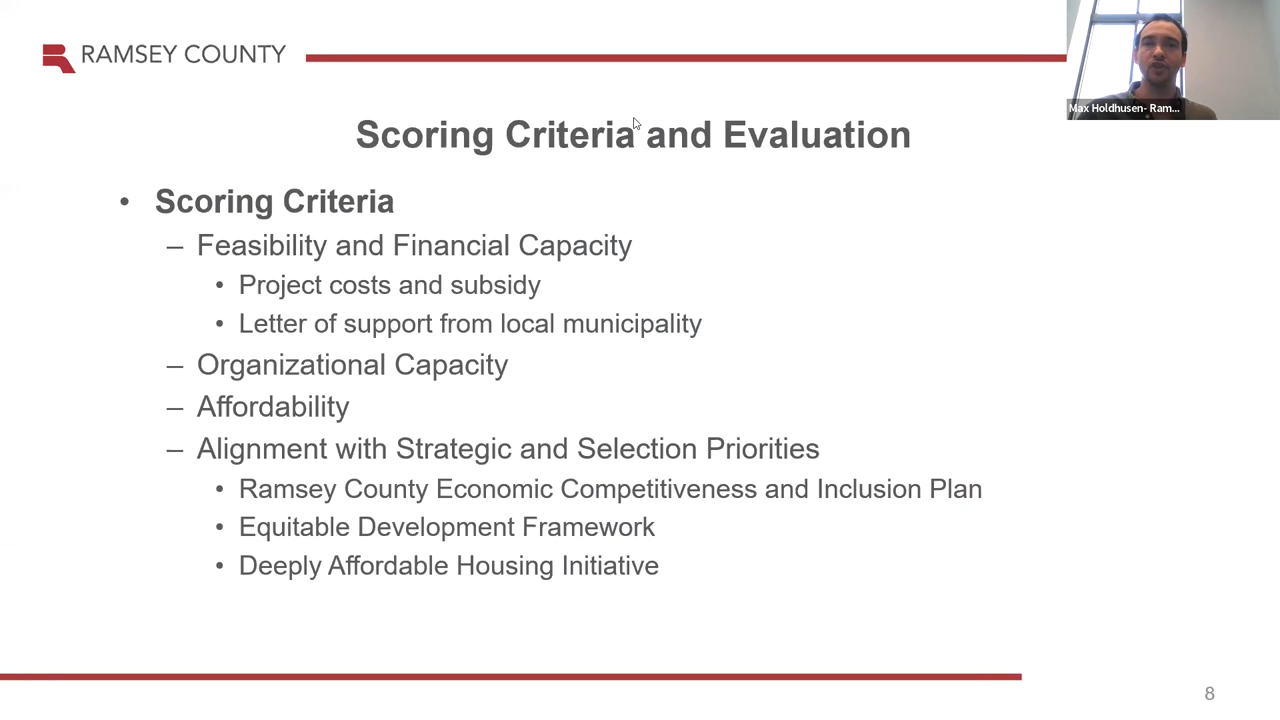 RAMSEY COUNTY
Max Holdhusen- Ram...
Scoring Criteria and Evaluation
• Scoring Criteria
– Feasibility and Financial Capacity
• Project costs and subsidy
• Letter of support from local municipality
– Organizational Capacity
– Affordability
– Alignment with Strategic and Selection Priorities
• Ramsey County Economic Competitiveness and Inclusion Plan
• Equitable Development Framework
• Deeply Affordable Housing Initiative
8